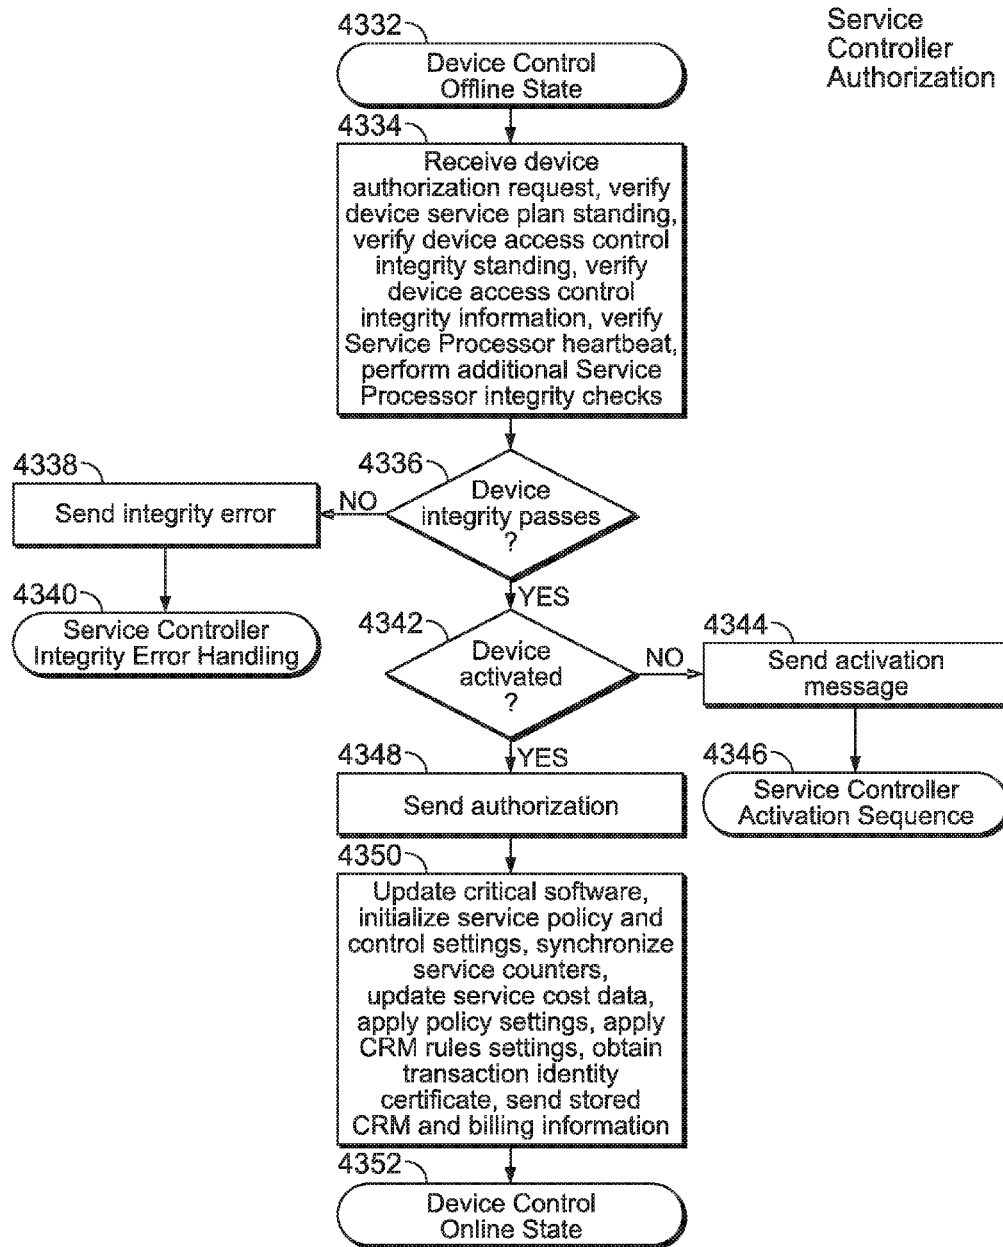 Service
Controller
Authorization
4332
Device Control
Offline State
4334
Receive device
authorization request, verify
device service plan standing,
verify device access control
integrity standing, verify
device access control
integrity information, verify
Service Processor heartbeat,
perform additional Service
Processor integrity checks
4336
Device
integrity passes
?
NO
4338
Send integrity error
4340
Service Controller
Integrity Error Handling
YES
4342
Device
activated
?
NO
4344
Send activation
message
4346
Service Controller
Activation Sequence
YES
4348
Send authorization
4350
Update critical software,
initialize service policy and
control settings, synchronize
service counters,
update service cost data,
apply policy settings, apply
CRM rules settings, obtain
transaction identity
certificate, send stored
CRM and billing information
4352
Device Control
Online State